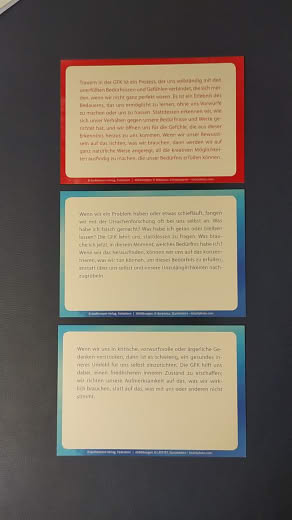 Trauern in der GFK ist ein Prozess, der uns vollständig mit den
unerfüllten Bedürfnissen und Gefühlen verbindet, die sich mel-
den, wenn wir nicht ganz perfekt waren. Es ist ein Erlebnis des
Bedauerns, das uns ermöglicht zu lernen, ohne uns Vorwürfe
zu machen oder uns zu hassen. Stattdessen erkennen wir, wie
sich unser Verhalten gegen unsere Bedürfnisse und Werte ge-
richtet hat, und wir öffnen uns für die Gefühle, die aus dieser
Erkenntnis heraus zu uns kommen. Wenn wir unser Bewusst-
sein auf das richten, was wir brauchen, dann werden wir auf
ganz natürliche Weise angeregt, all die kreativen Möglichkei-
ten ausfindig zu machen, die unser Bedürfnis erfüllen können.
Wenn wir ein Problem haben oder etwas schiefläuft, fangen
wir mit der Ursachenforschung oft bei uns selbst an: Was
habe ich falsch gemacht? Was habe ich getan oder bleiben
lassen? Die GFK lehrt uns, stattdessen zu fragen: Was brau-
che ich jetzt, in diesem Moment, welches Bedürfnis habe ich?
Wenn wir das herausfinden, können wir uns auf das konzen-
trieren, was wir tun können, um dieses Bedürfnis zu erfüllen,
anstatt über uns selbst und unsere Unzulänglichkeiten nach-
zugrübeln.
Wenn wir uns in kritische, vorwurfsvolle oder ärgerliche Ge-
danken verstricken, dann ist es schwierig, ein gesundes in-
neres Umfeld für uns selbst einzurichten. Die GFK hilft uns
dabei, einen friedlicheren inneren Zustand zu erschaffen;
wir richten unsere Aufmerksamkeit auf das, was wir wirk-
lich brauchen, statt auf das, was mit uns oder anderen nicht
stimmt.